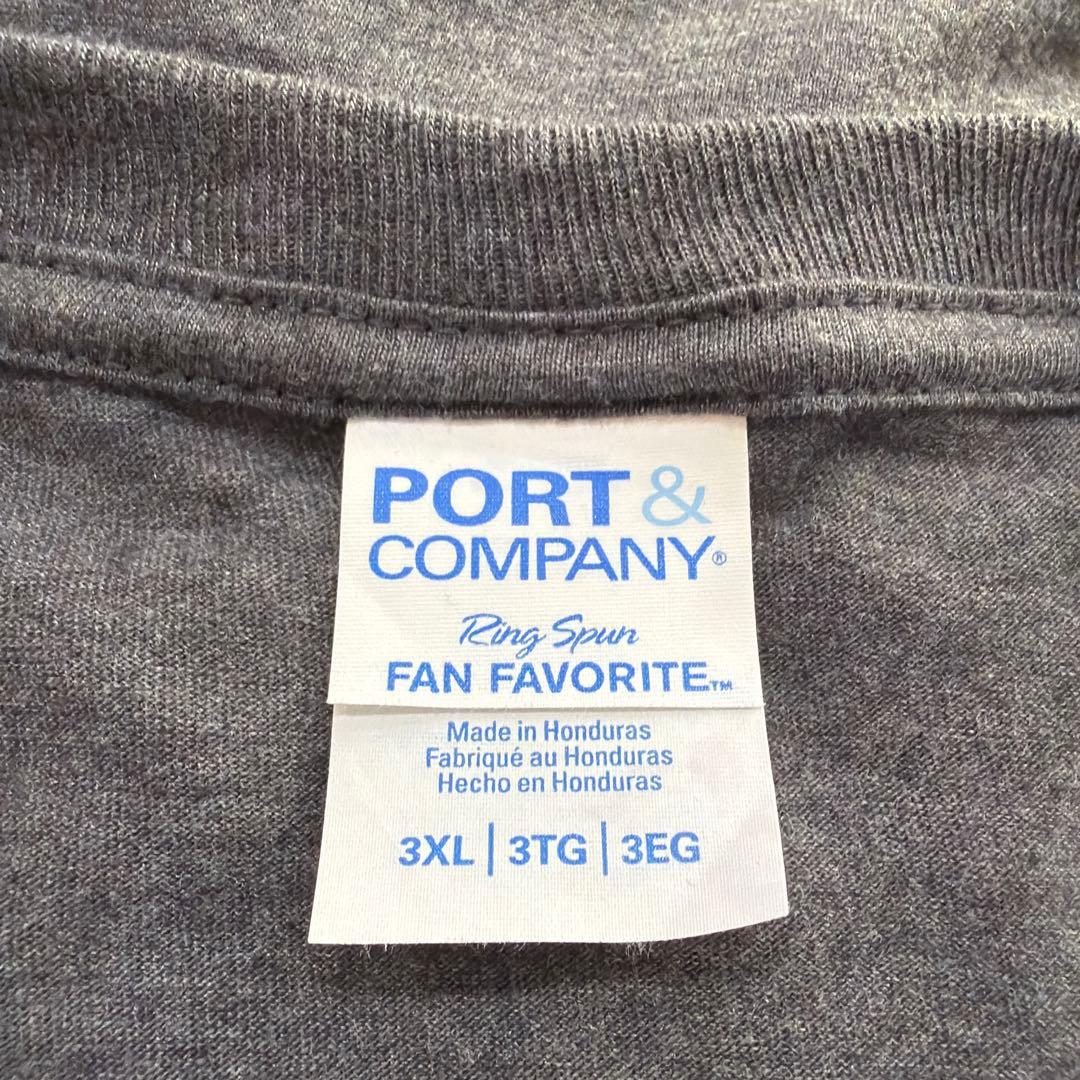 PORT &
COMPANY®
Ring Spun
FAN FAVORITE™
Made in Honduras
Fabriqué au Honduras
Hecho en Honduras
3XL | 3TG | 3EG